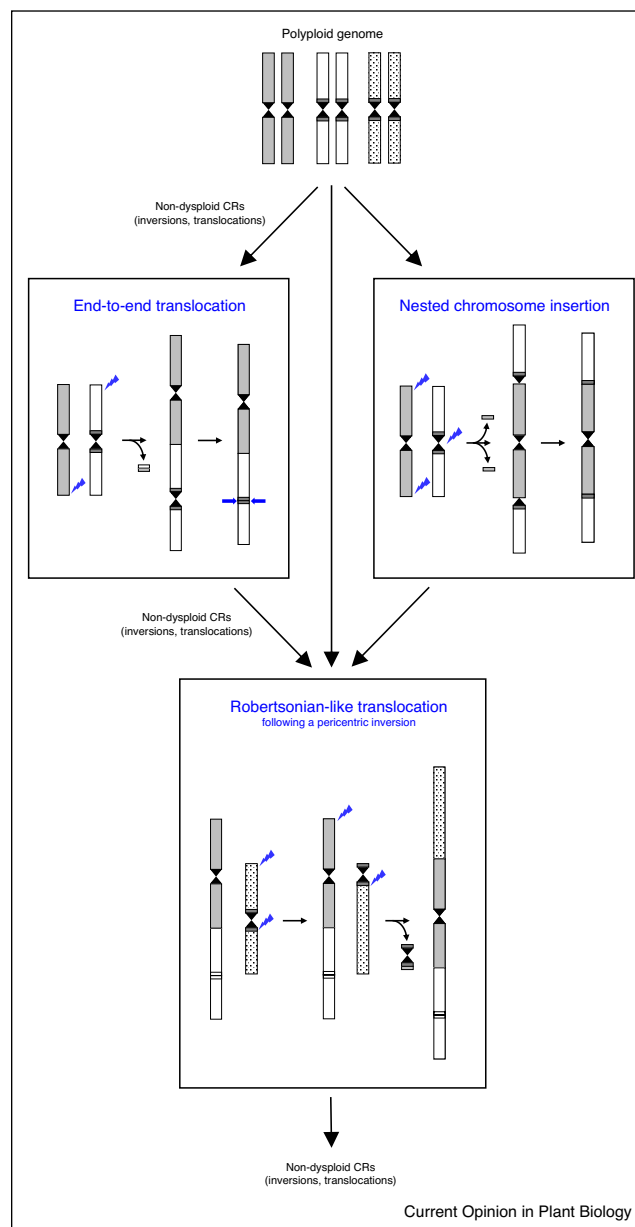 Polyploid genome
Non-dysploid CRs
(inversions, translocations)
End-to-end translocation
Nested chromosome insertion
Non-dysploid CRs
(inversions, translocations)
Robertsonian-like translocation
following a pericentric inversion
Non-dysploid CRs
(inversions, translocations)
Current Opinion in Plant Biology